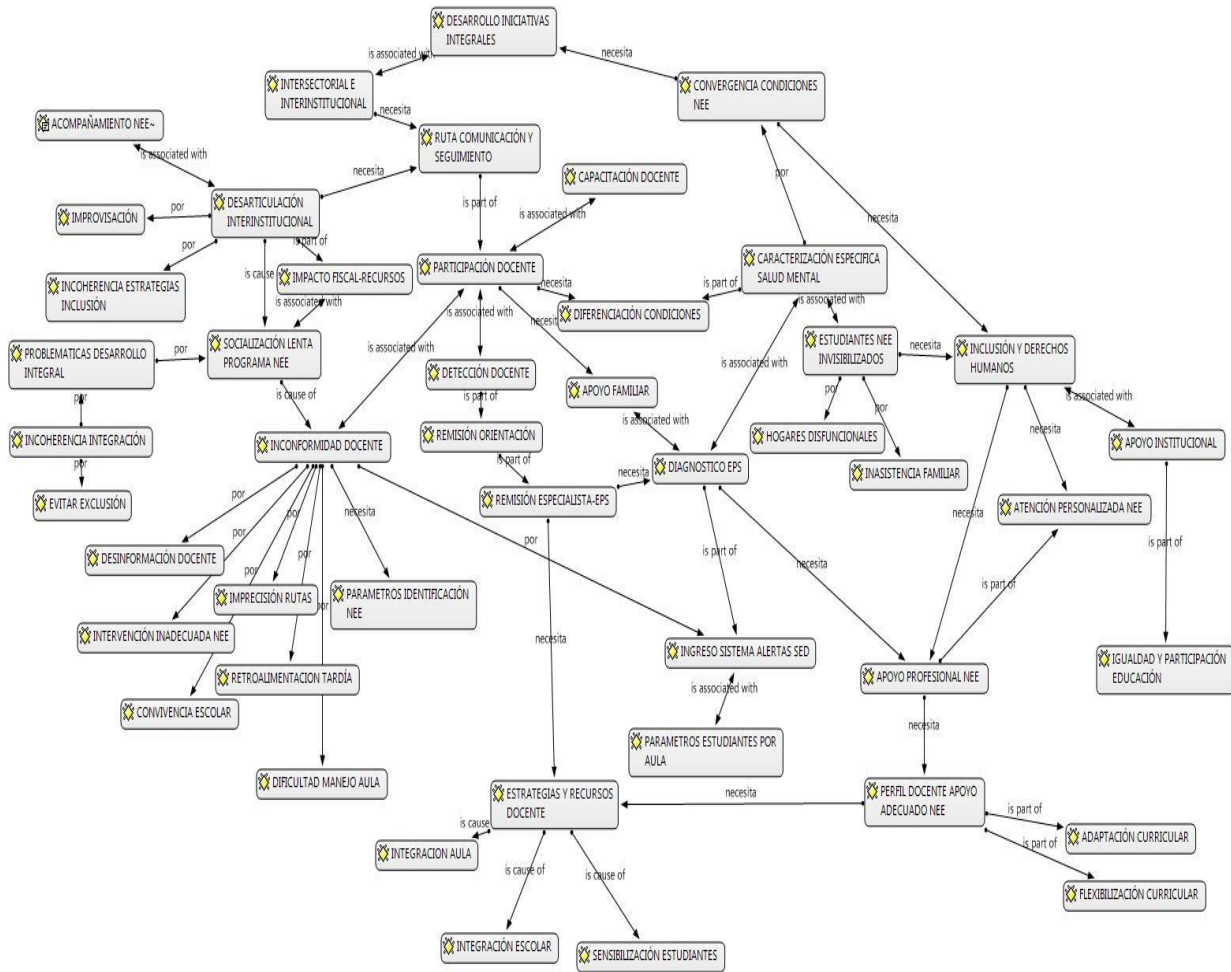 DESARROLLO INICIATIVAS
INTEGRALES
is associated with
necesita
INTERSECTORIAL E
INTERINSTITUCIONAL
CONVERGENCIA CONDICIONES
NEE
necesita
ACOMPAÑAMIENTO NEE~
RUTA COMUNICACIÓN Y
SEGUIMIENTO
is associated with
necesita
por
CAPACITACIÓN DOCENTE
DESARTICULACIÓN
INTERINSTITUCIONAL
is part of
is associated with
necesita
IMPROVISACIÓN
por
por
is part of
is cause
INCOHERENCIA ESTRATEGIAS
INCLUSIÓN
IMPACTO FISCAL-RECURSOS
PARTICIPACIÓN DOCENTE
CARACTERIZACIÓN ESPECIFICA
SALUD MENTAL
necesita
is part of
is associated with
is associated with
DIFERENCIACIÓN CONDICIONES
is associated with
necesita
PROBLEMATICAS DESARROLLO
INTEGRAL
por
SOCIALIZACIÓN LENTA
PROGRAMA NEE
is associated with
ESTUDIANTES NEE
INVISIBILIZADOS
necesita
INCLUSIÓN Y DERECHOS
HUMANOS
is associated with
DETECCIÓN DOCENTE
APOYO FAMILIAR
is cause of
is part of
por
por
is associated with
por
necesita
is associated with
INCOHERENCIA INTEGRACIÓN
INCONFORMIDAD DOCENTE
REMISIÓN ORIENTACIÓN
HOGARES DISFUNCIONALES
APOYO INSTITUCIONAL
por
is part of
necesita
DIAGNOSTICO EPS
INASISTENCIA FAMILIAR
EVITAR EXCLUSIÓN
REMISIÓN ESPECIALISTA-EPS
ATENCIÓN PERSONALIZADA NEE
por
por
por
necesita
por
necesita
is part of
is part of
DESINFORMACIÓN DOCENTE
por
por
necesita
is part of
IMPRECISIÓN RUTAS
por
PARAMETROS IDENTIFICACIÓN
NEE
INTERVENCIÓN INADECUADA NEE
necesita
RETROALIMENTACION TARDÍA
INGRESO SISTEMA ALERTAS SED
APOYO PROFESIONAL NEE
IGUALDAD Y PARTICIPACIÓN
EDUCACIÓN
is associated with
CONVIVENCIA ESCOLAR
necesita
PARAMETROS ESTUDIANTES POR
AULA
DIFICULTAD MANEJO AULA
ESTRATEGIAS Y RECURSOS
DOCENTE
necesita
PERFIL DOCENTE APOYO
ADECUADO NEE
is cause
is part of
ADAPTACIÓN CURRICULAR
INTEGRACION AULA
is part of
is cause of
is cause of
FLEXIBILIZACIÓN CURRICULAR
INTEGRACIÓN ESCOLAR
SENSIBILIZACIÓN ESTUDIANTES